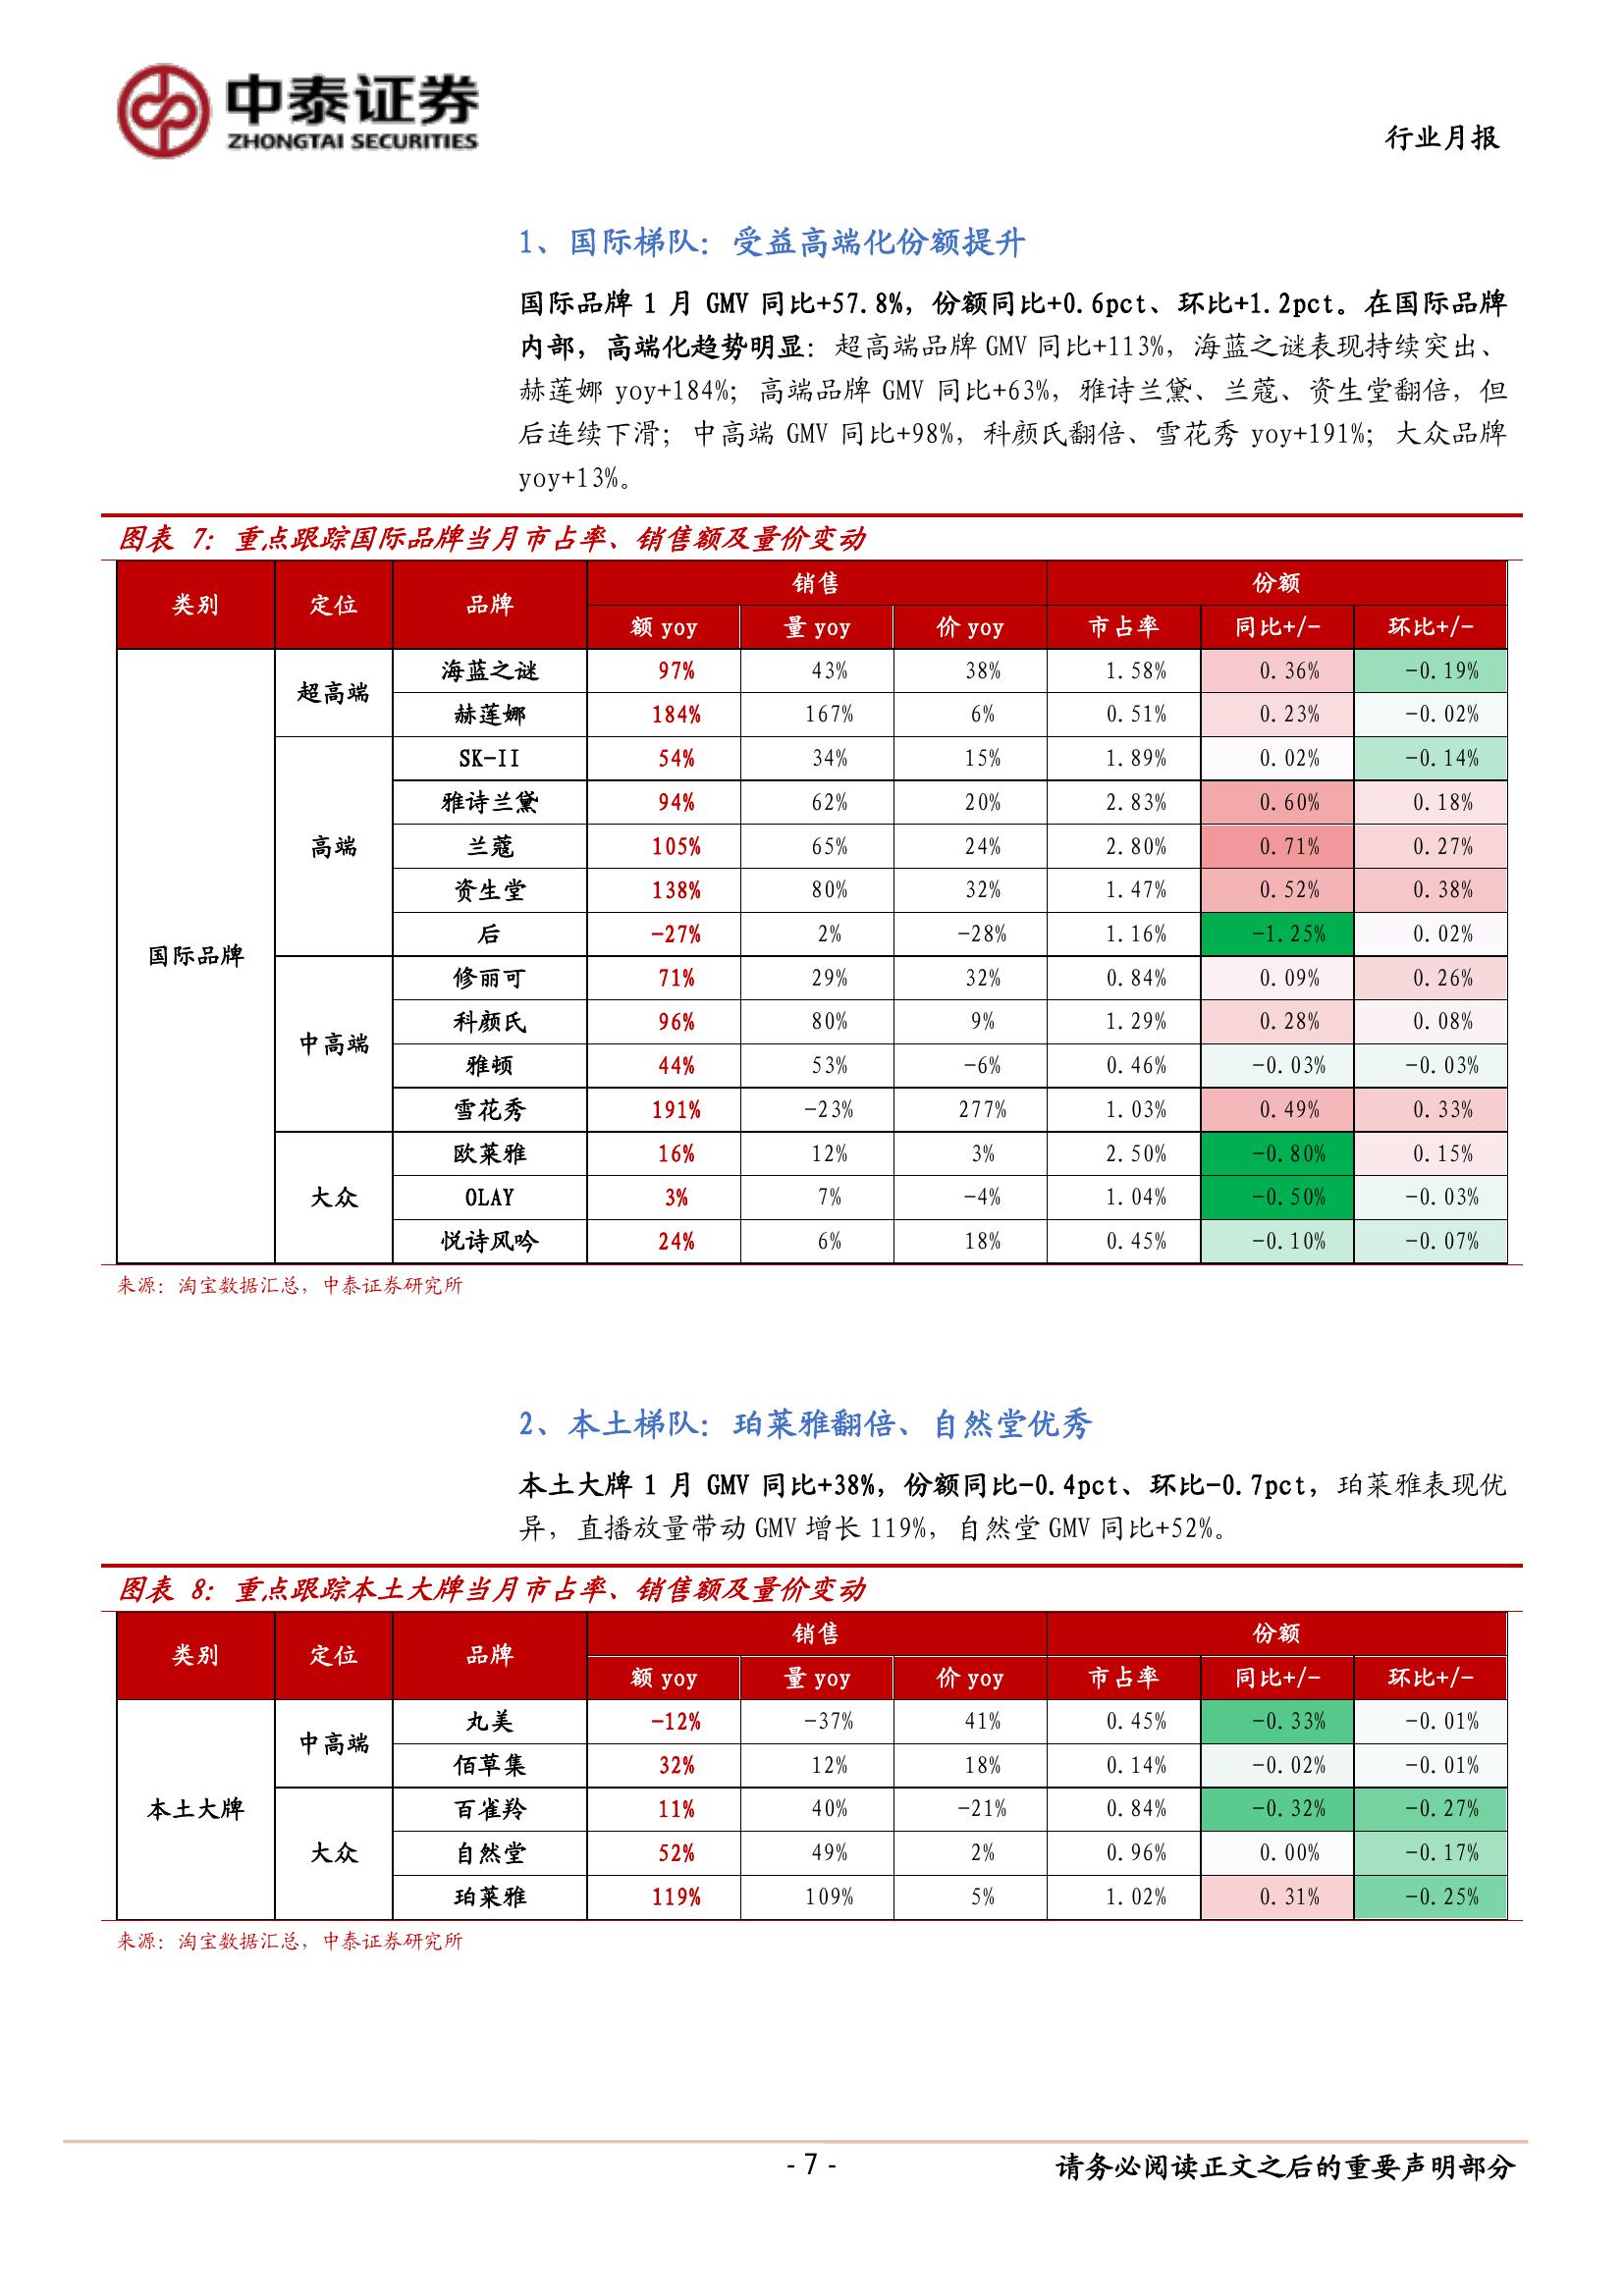 中泰证券
ZHONGTAI SECURITIES
行业月报
1、国际梯队：受益高端化份额提升
国际品牌 1 月 GMV 同比+57.8%，份额同比+0.6pct、环比+1.2pct。在国际品牌
内部，高端化趋势明显：超高端品牌 GMV 同比+113%，海蓝之谜表现持续突出、
赫莲娜 yoy+184%；高端品牌 GMV 同比+63%，雅诗兰黛、兰蔻、资生堂翻倍，但
后连续下滑；中高端 GMV 同比+98%，科颜氏翻倍、雪花秀 yoy+191%；大众品牌
yoy+13%。
图表 7：重点跟踪国际品牌当月市占率、销售额及量价变动
类别 定位 品牌 销售 份额
额 yoy 量 yoy 价 yoy 市占率 同比+/- 环比+/-
国际品牌
超高端
海蓝之谜 97% 43% 38% 1.58% 0.36% -0.19%
赫莲娜 184% 167% 6% 0.51% 0.23% -0.02%
高端
SK-II 54% 34% 15% 1.89% 0.02% -0.14%
雅诗兰黛 94% 62% 20% 2.83% 0.60% 0.18%
兰蔻 105% 65% 24% 2.80% 0.71% 0.27%
资生堂 138% 80% 32% 1.47% 0.52% 0.38%
后 -27% 2% -28% 1.16% -1.25% 0.02%
中高端
修丽可 71% 29% 32% 0.84% 0.09% 0.26%
科颜氏 96% 80% 9% 1.29% 0.28% 0.08%
雅顿 44% 53% -6% 0.46% -0.03% -0.03%
雪花秀 191% -23% 277% 1.03% 0.49% 0.33%
大众
欧莱雅 16% 12% 3% 2.50% -0.80% 0.15%
OLAY 3% 7% -4% 1.04% -0.50% -0.03%
悦诗风吟 24% 6% 18% 0.45% -0.10% -0.07%
来源：淘宝数据汇总，中泰证券研究所
2、本土梯队：珀莱雅翻倍、自然堂优秀
本土大牌 1 月 GMV 同比+38%，份额同比-0.4pct、环比-0.7pct，珀莱雅表现优
异，直播放量带动 GMV 增长 119%，自然堂 GMV 同比+52%。
图表 8：重点跟踪本土大牌当月市占率、销售额及量价变动
类别 定位 品牌 销售 份额
额 yoy 量 yoy 价 yoy 市占率 同比+/- 环比+/-
本土大牌
中高端
丸美 -12% -37% 41% 0.45% -0.33% -0.01%
佰草集 32% 12% 18% 0.14% -0.02% -0.01%
大众
百雀羚 11% 40% -21% 0.84% -0.32% -0.27%
自然堂 52% 49% 2% 0.96% 0.00% -0.17%
珀莱雅 119% 109% 5% 1.02% 0.31% -0.25%
来源：淘宝数据汇总，中泰证券研究所
- 7 -
请务必阅读正文之后的重要声明部分